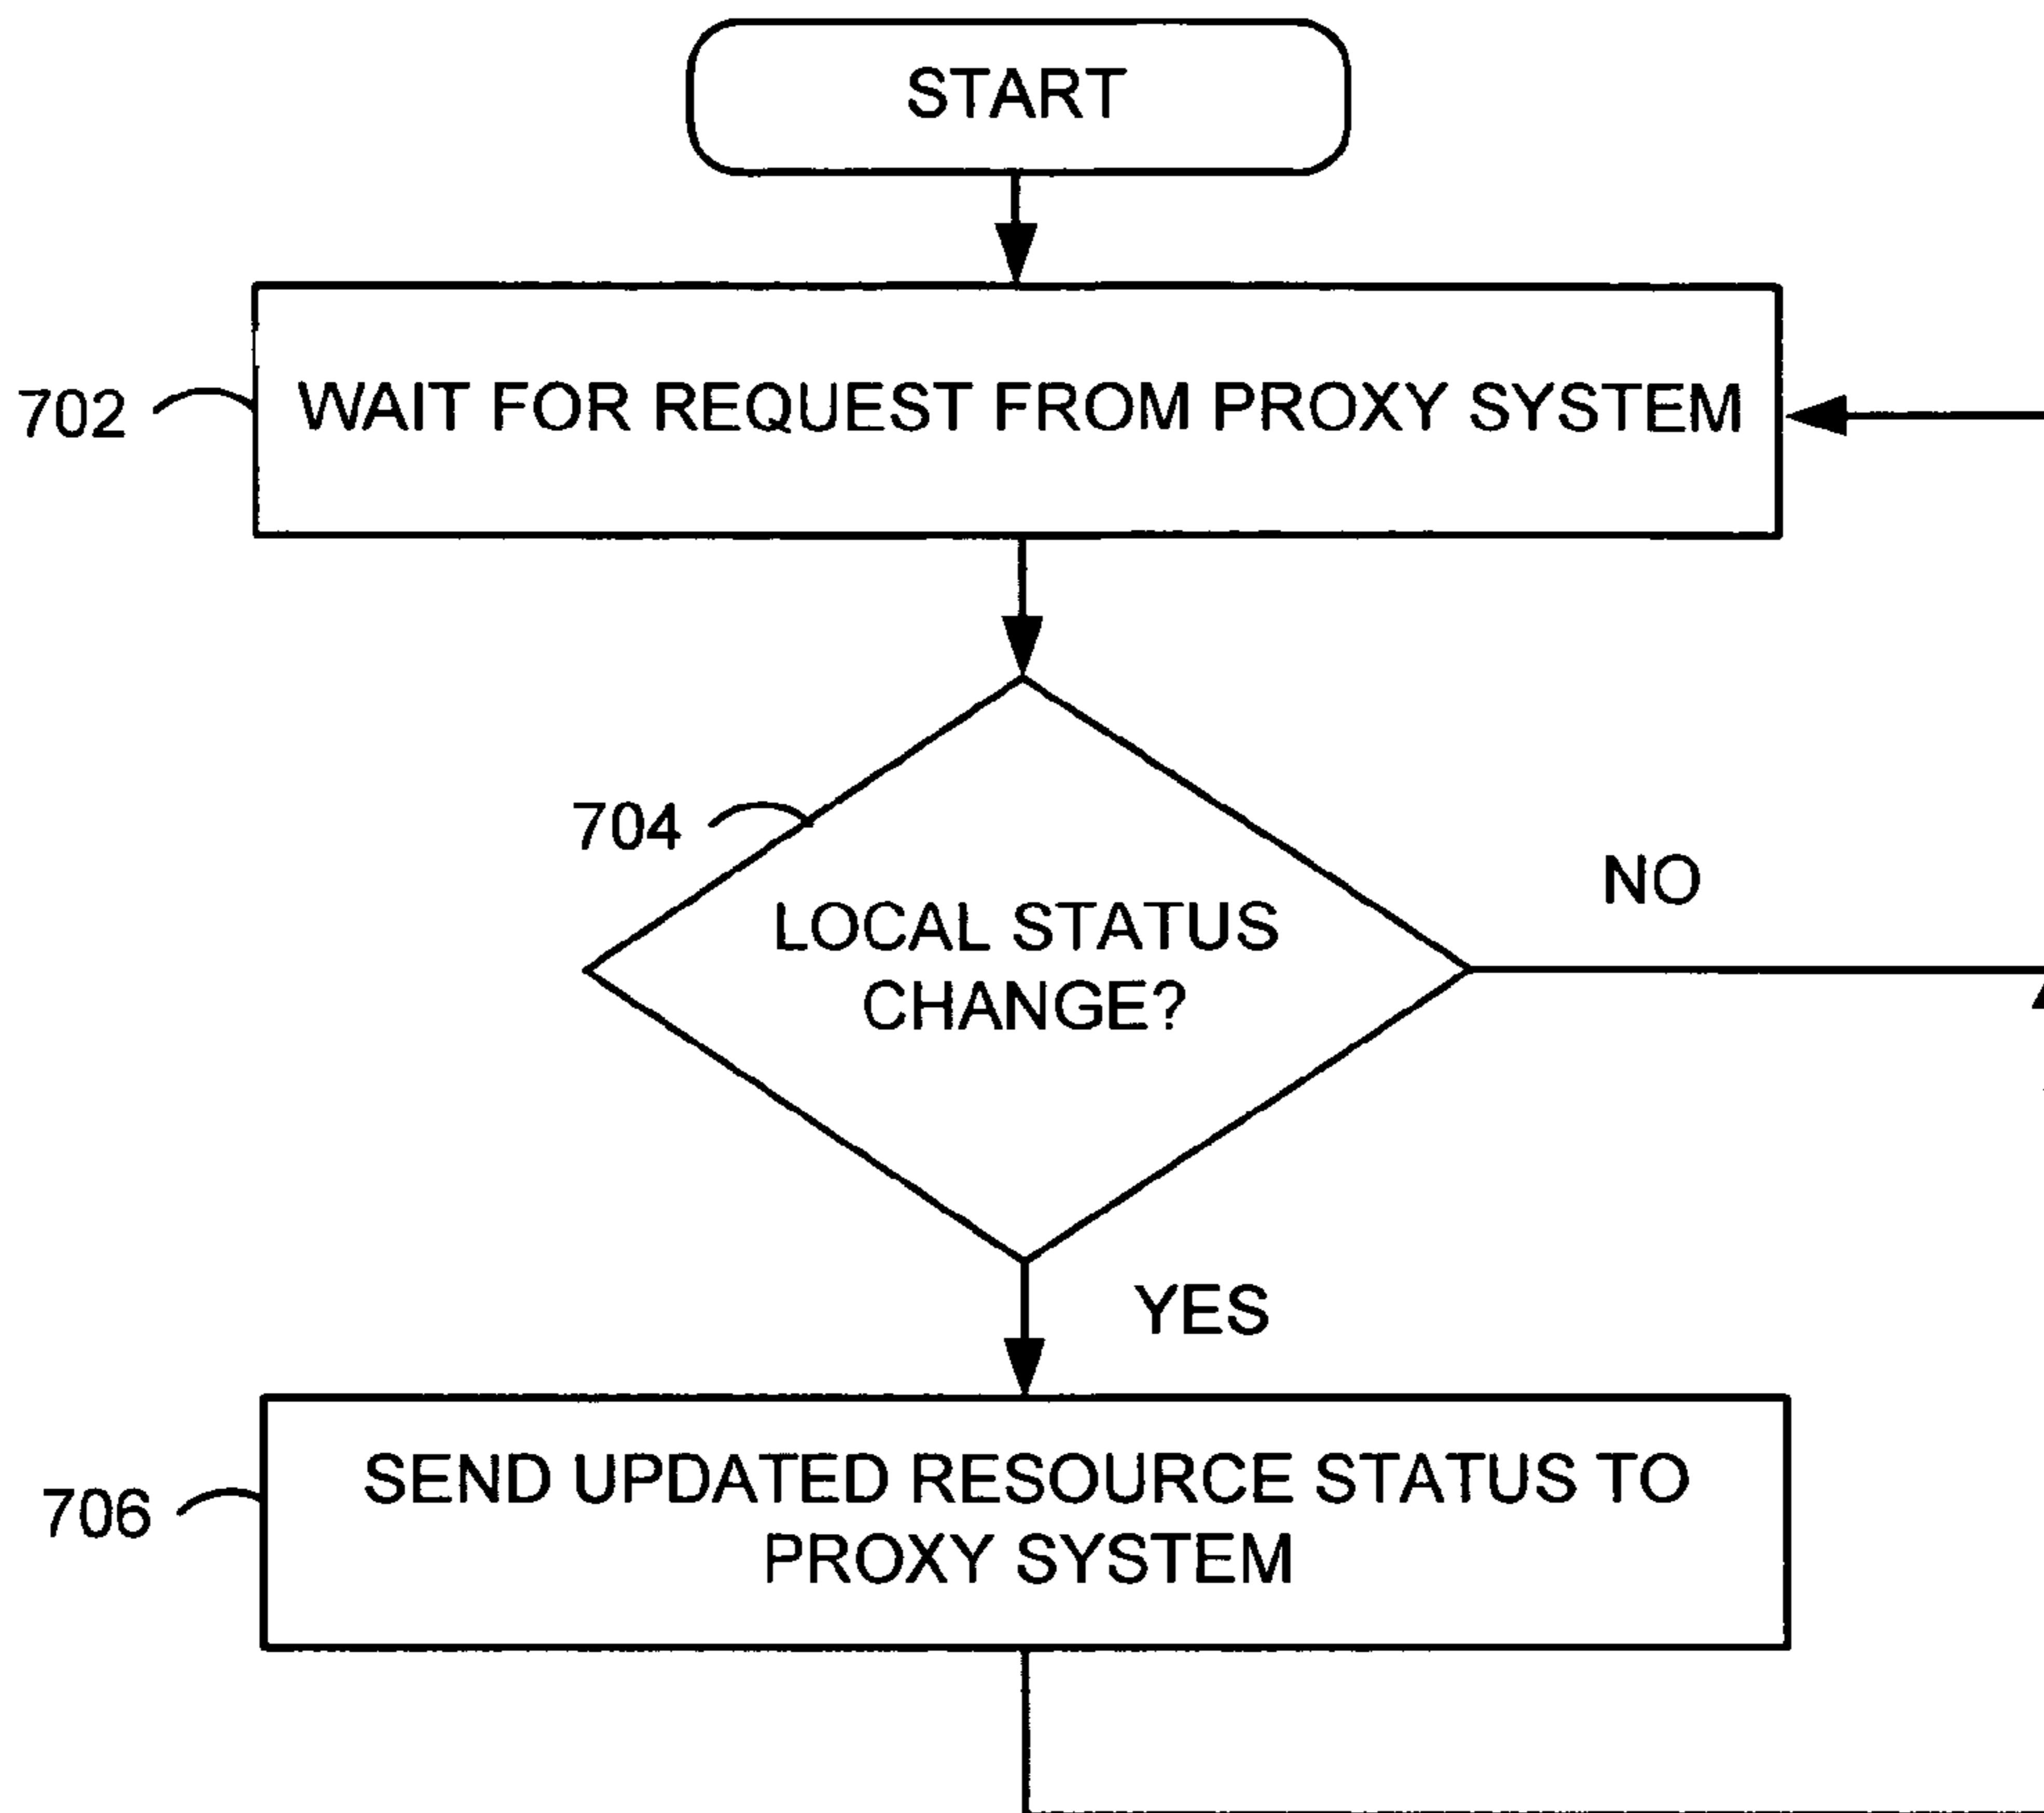 START
702
WAIT FOR REQUEST FROM PROXY SYSTEM
704
LOCAL STATUS
CHANGE?
NO
YES
706
SEND UPDATED RESOURCE STATUS TO
PROXY SYSTEM